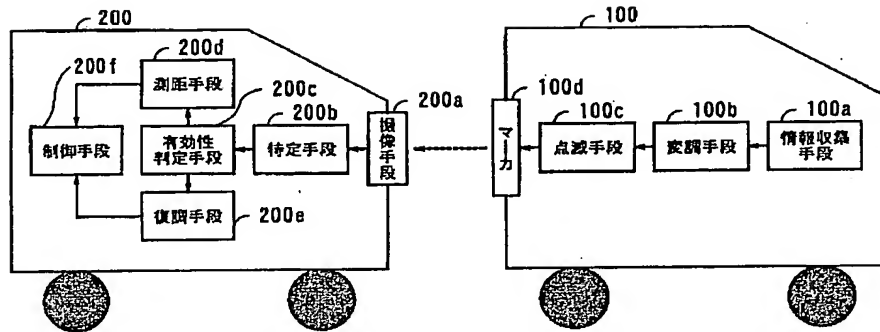 200
200d
測距手段
200f
200c
200b
200a
制御手段
有効性
判定手段
特定手段
撮像手段
復調手段
200e
100
100d
100c
100b
100a
マーカ
点滅手段
変調手段
情報収集
手段